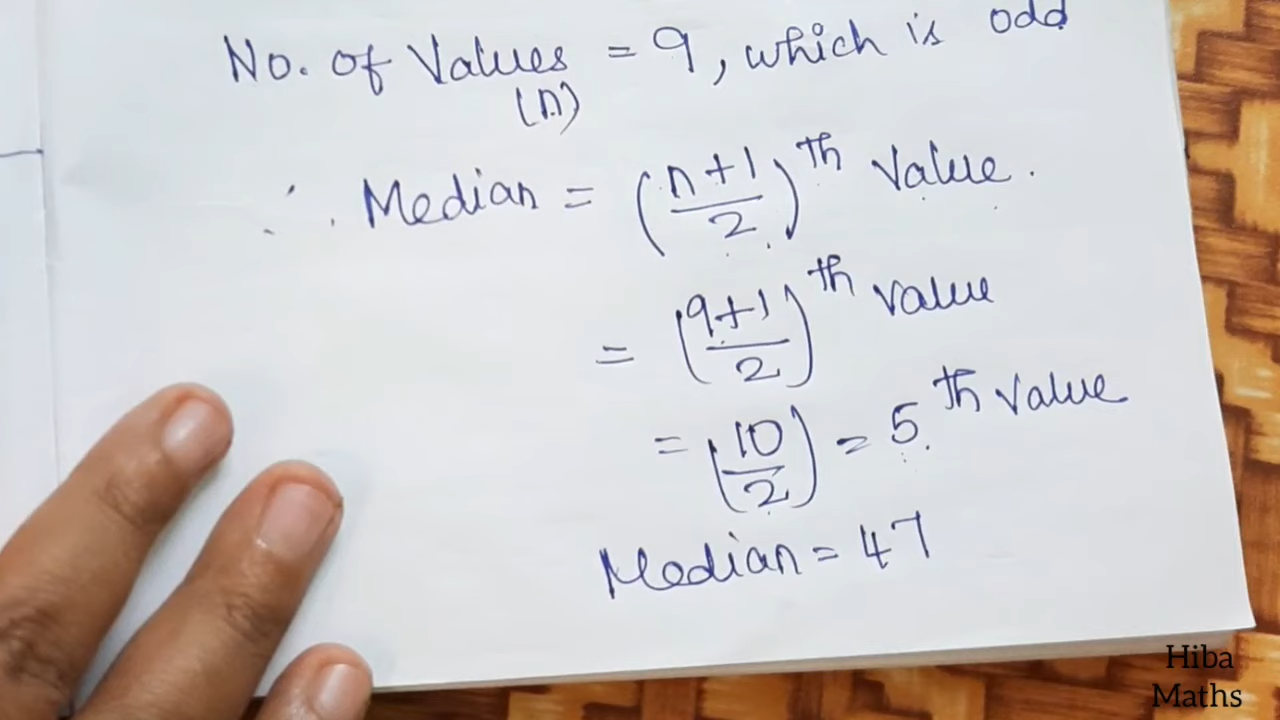 No. of Values = 9, which is odd
(n)
∴ Median = (n+1/2)th Value.
= (9+1/2)th value
= (10/2) = 5th value
Median = 47
Hiba
Maths